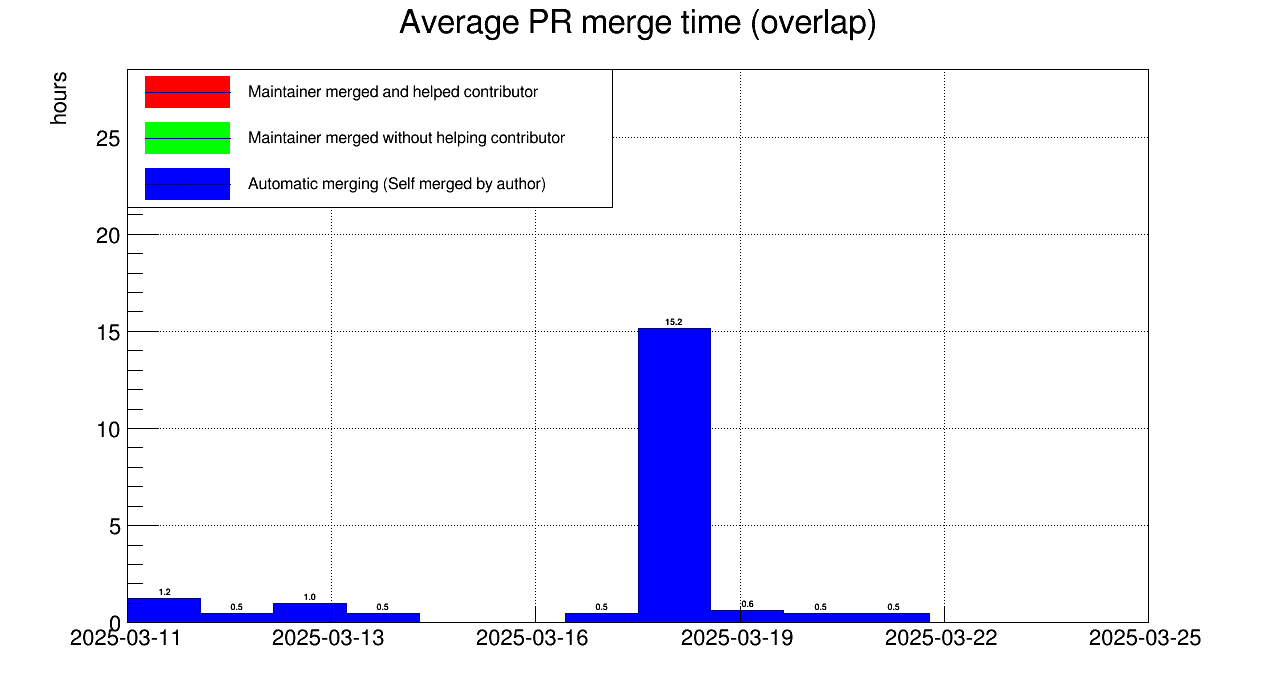 Average PR merge time (overlap)
hours
Maintainer merged and helped contributor
Maintainer merged without helping contributor
Automatic merging (Self merged by author)
25
20
15
10
5
0
1.2
0.5
1.0
0.5
0.5
15.2
0.6
0.5
0.5
2025-03-11 2025-03-13 2025-03-16 2025-03-19 2025-03-22 2025-03-25